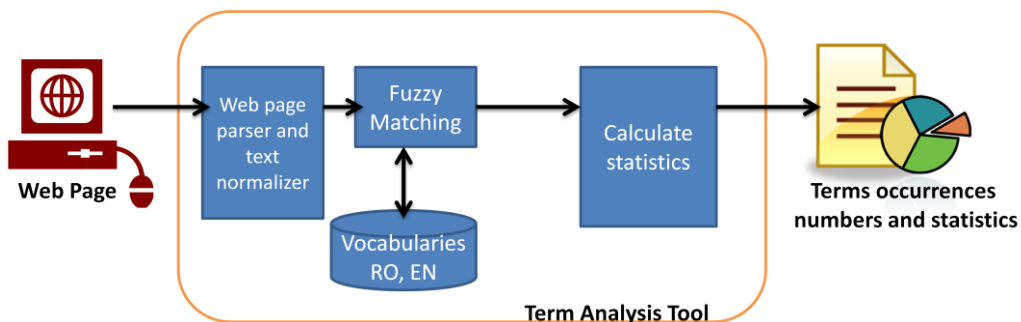 Web Page
Web page
parser and
text
normalizer
Fuzzy
Matching
Vocabularies
RO, EN
Calculate
statistics
Terms occurrences
numbers and statistics
Term Analysis Tool